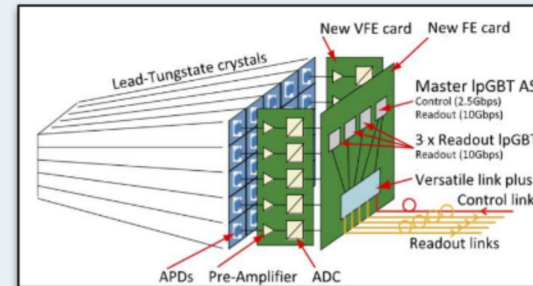 New VFE card
New FE card
Lead-Tungstate crystals
Master lpGBT AS
Control (2.5Gbps)
Readout (10Gbps)
3 x Readout lpGBT
Readout (10Gbps)
Versatile link plus
Control link
Readout links
APDs
Pre-Amplifier
ADC